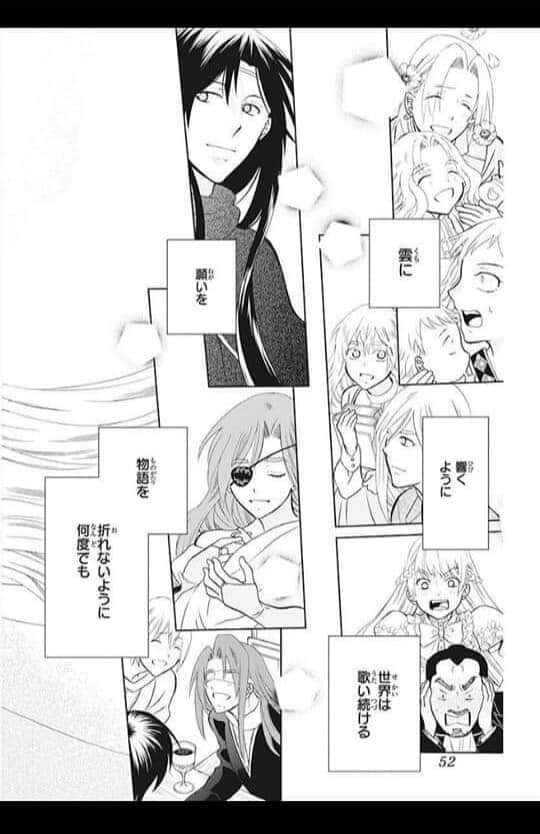 雲に
響く
ように
世界は
歌い続ける
願いを
物語を
折れないように
何度でも
52